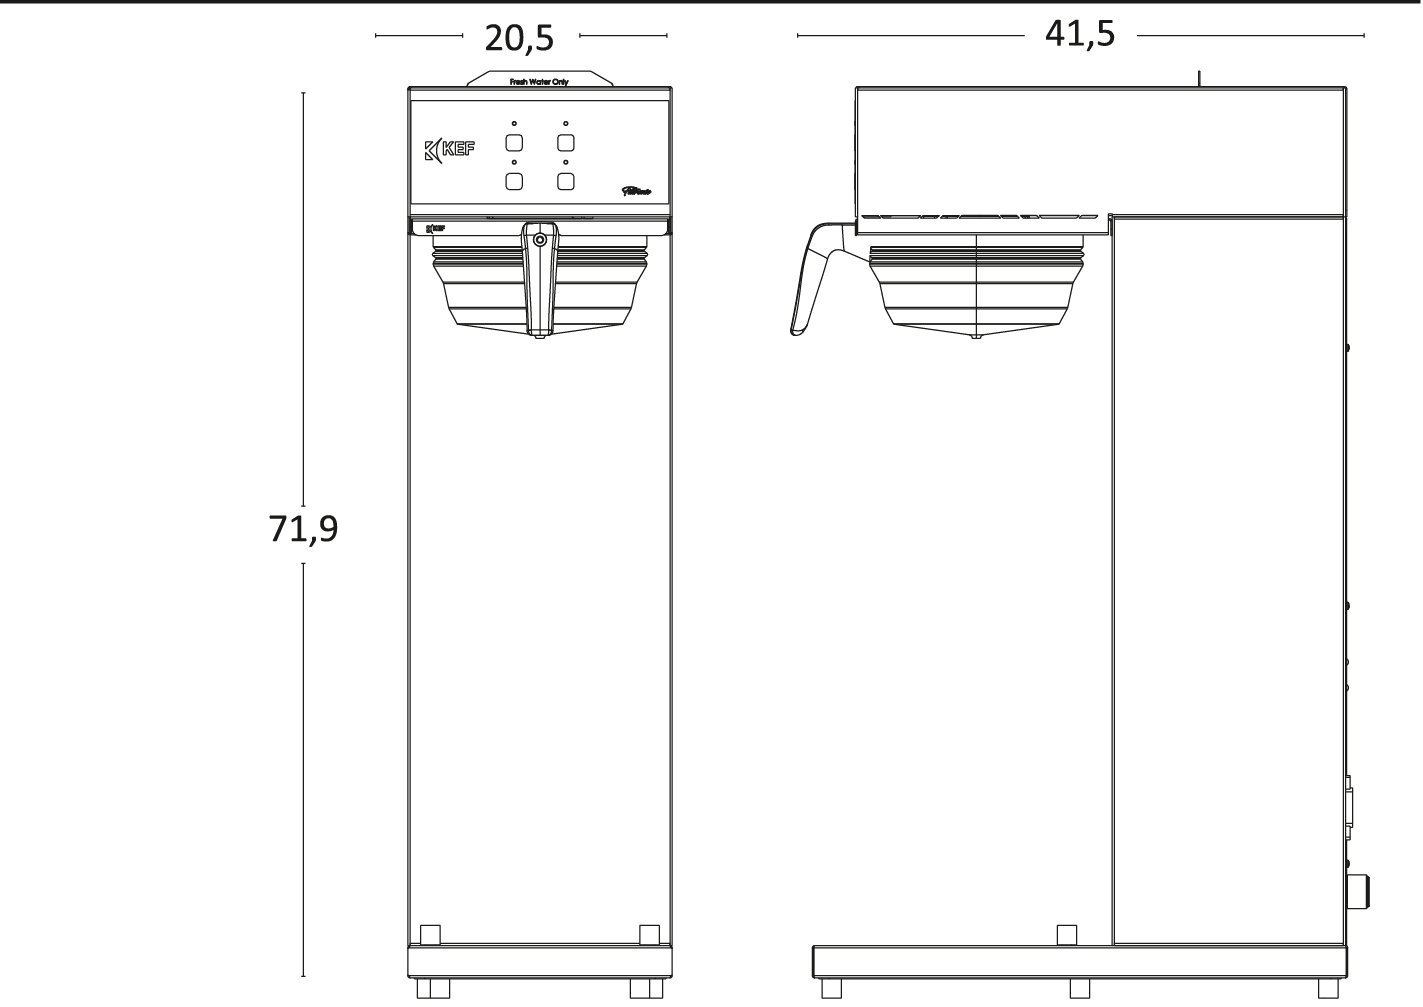 20,5
41,5
Fresh Water Only
KEF
KEF
71,9